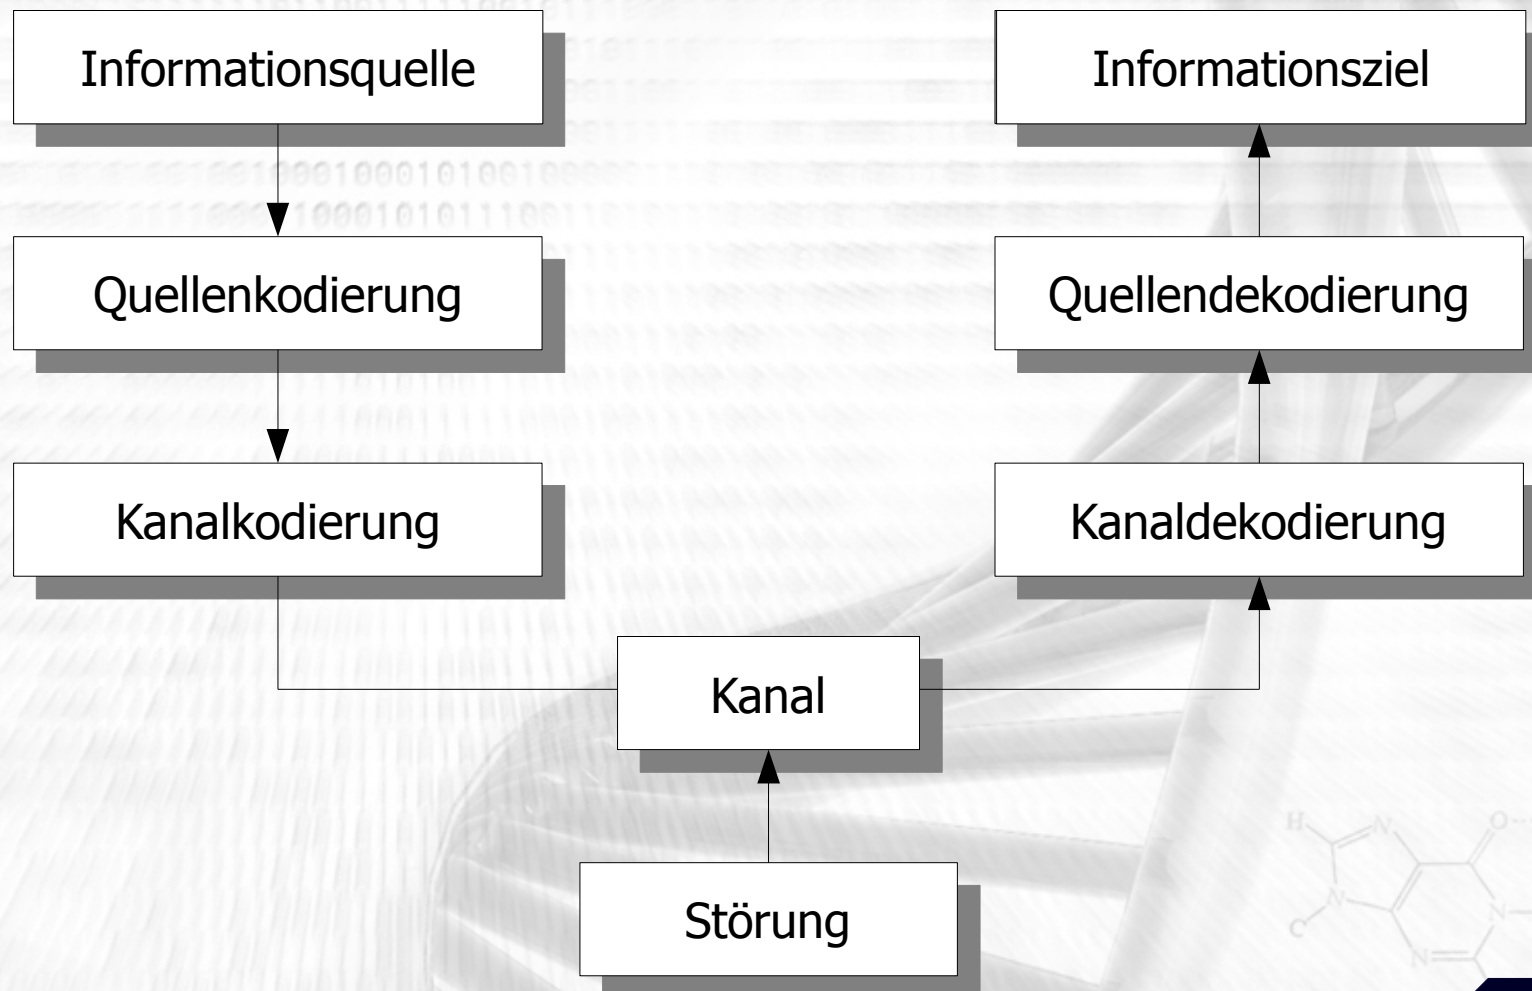 Informationsquelle
Informationsziel
Quellenkodierung
Quellendekodierung
Kanalkodierung
Kanaldekodierung
Kanal
Störung
H
N
O
N
N
C
N